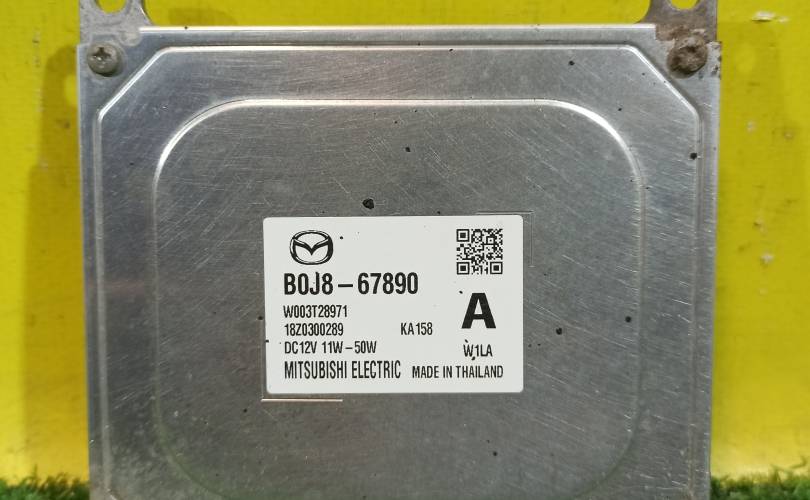 B0J8-67890
W003T28971
18Z0300289 KA158 A
DC12V 11W-50W W1LA
MITSUBISHI ELECTRIC MADE IN THAILAND